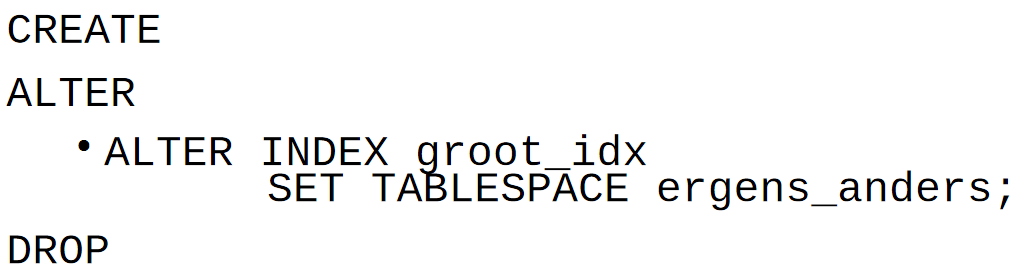 CREATE
ALTER
• ALTER INDEX groot_idx
SET TABLESPACE ergens_anders;
DROP